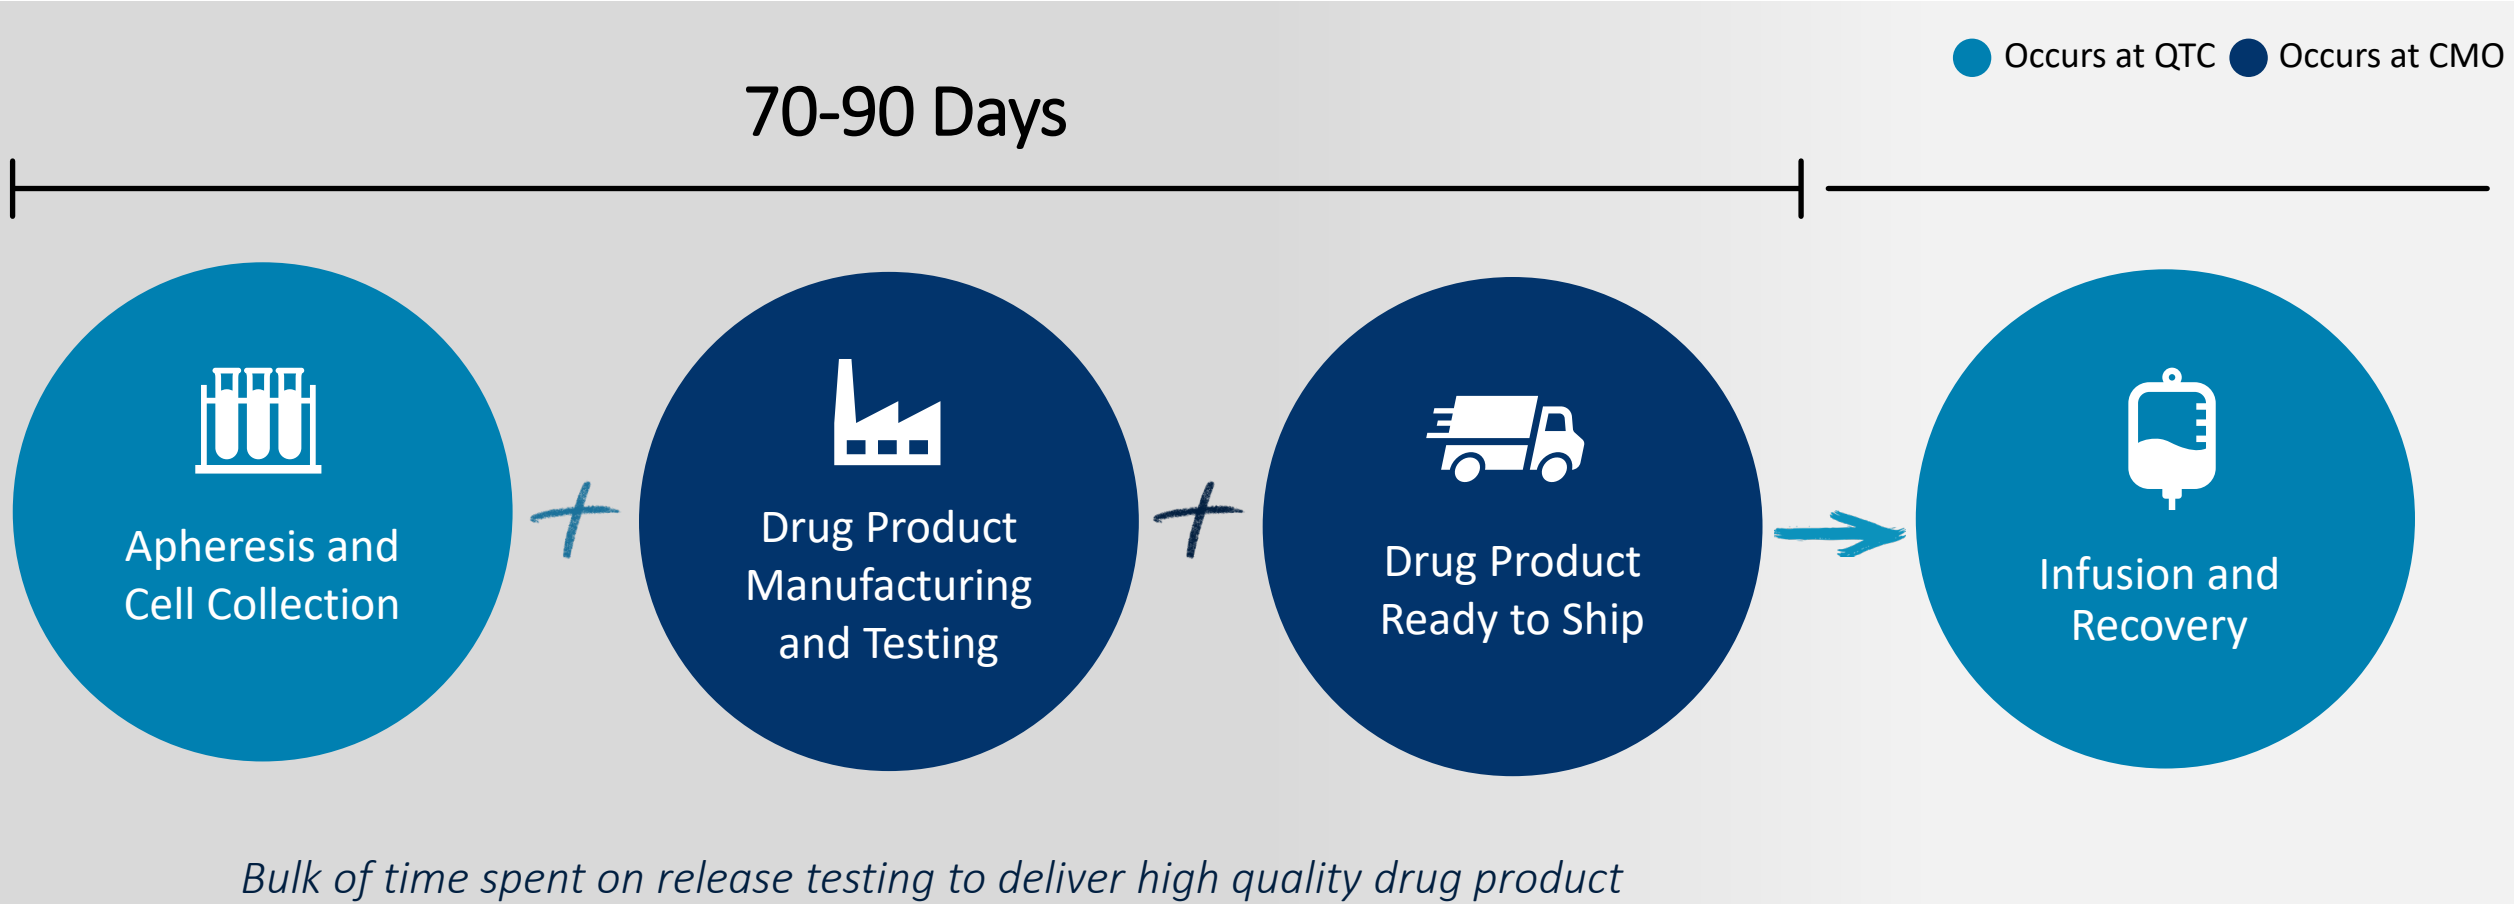 Occurs at QTC
Occurs at CMO
70-90 Days
Apheresis and
Cell Collection
Drug Product
Manufacturing
and Testing
Drug Product
Ready to Ship
Infusion and
Recovery
Bulk of time spent on release testing to deliver high quality drug product